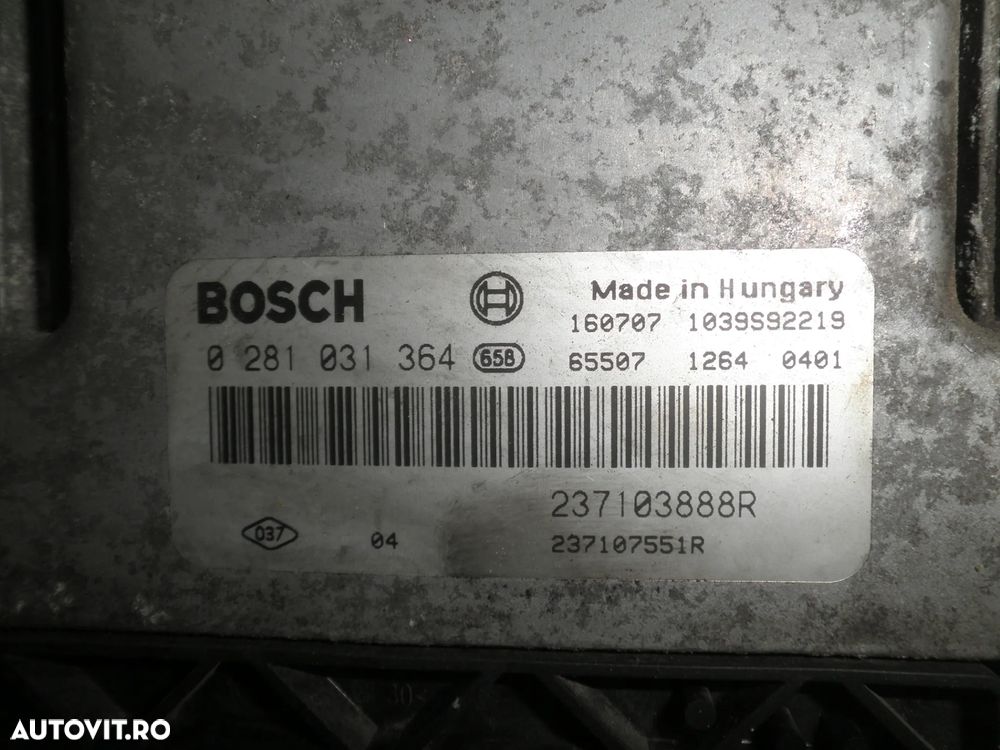 BOSCH
Made in Hungary
160707 1039S92219
0 281 031 364 658 65507 1264 0401
237103888R
037 04 237107551R
AUTOVIT.RO